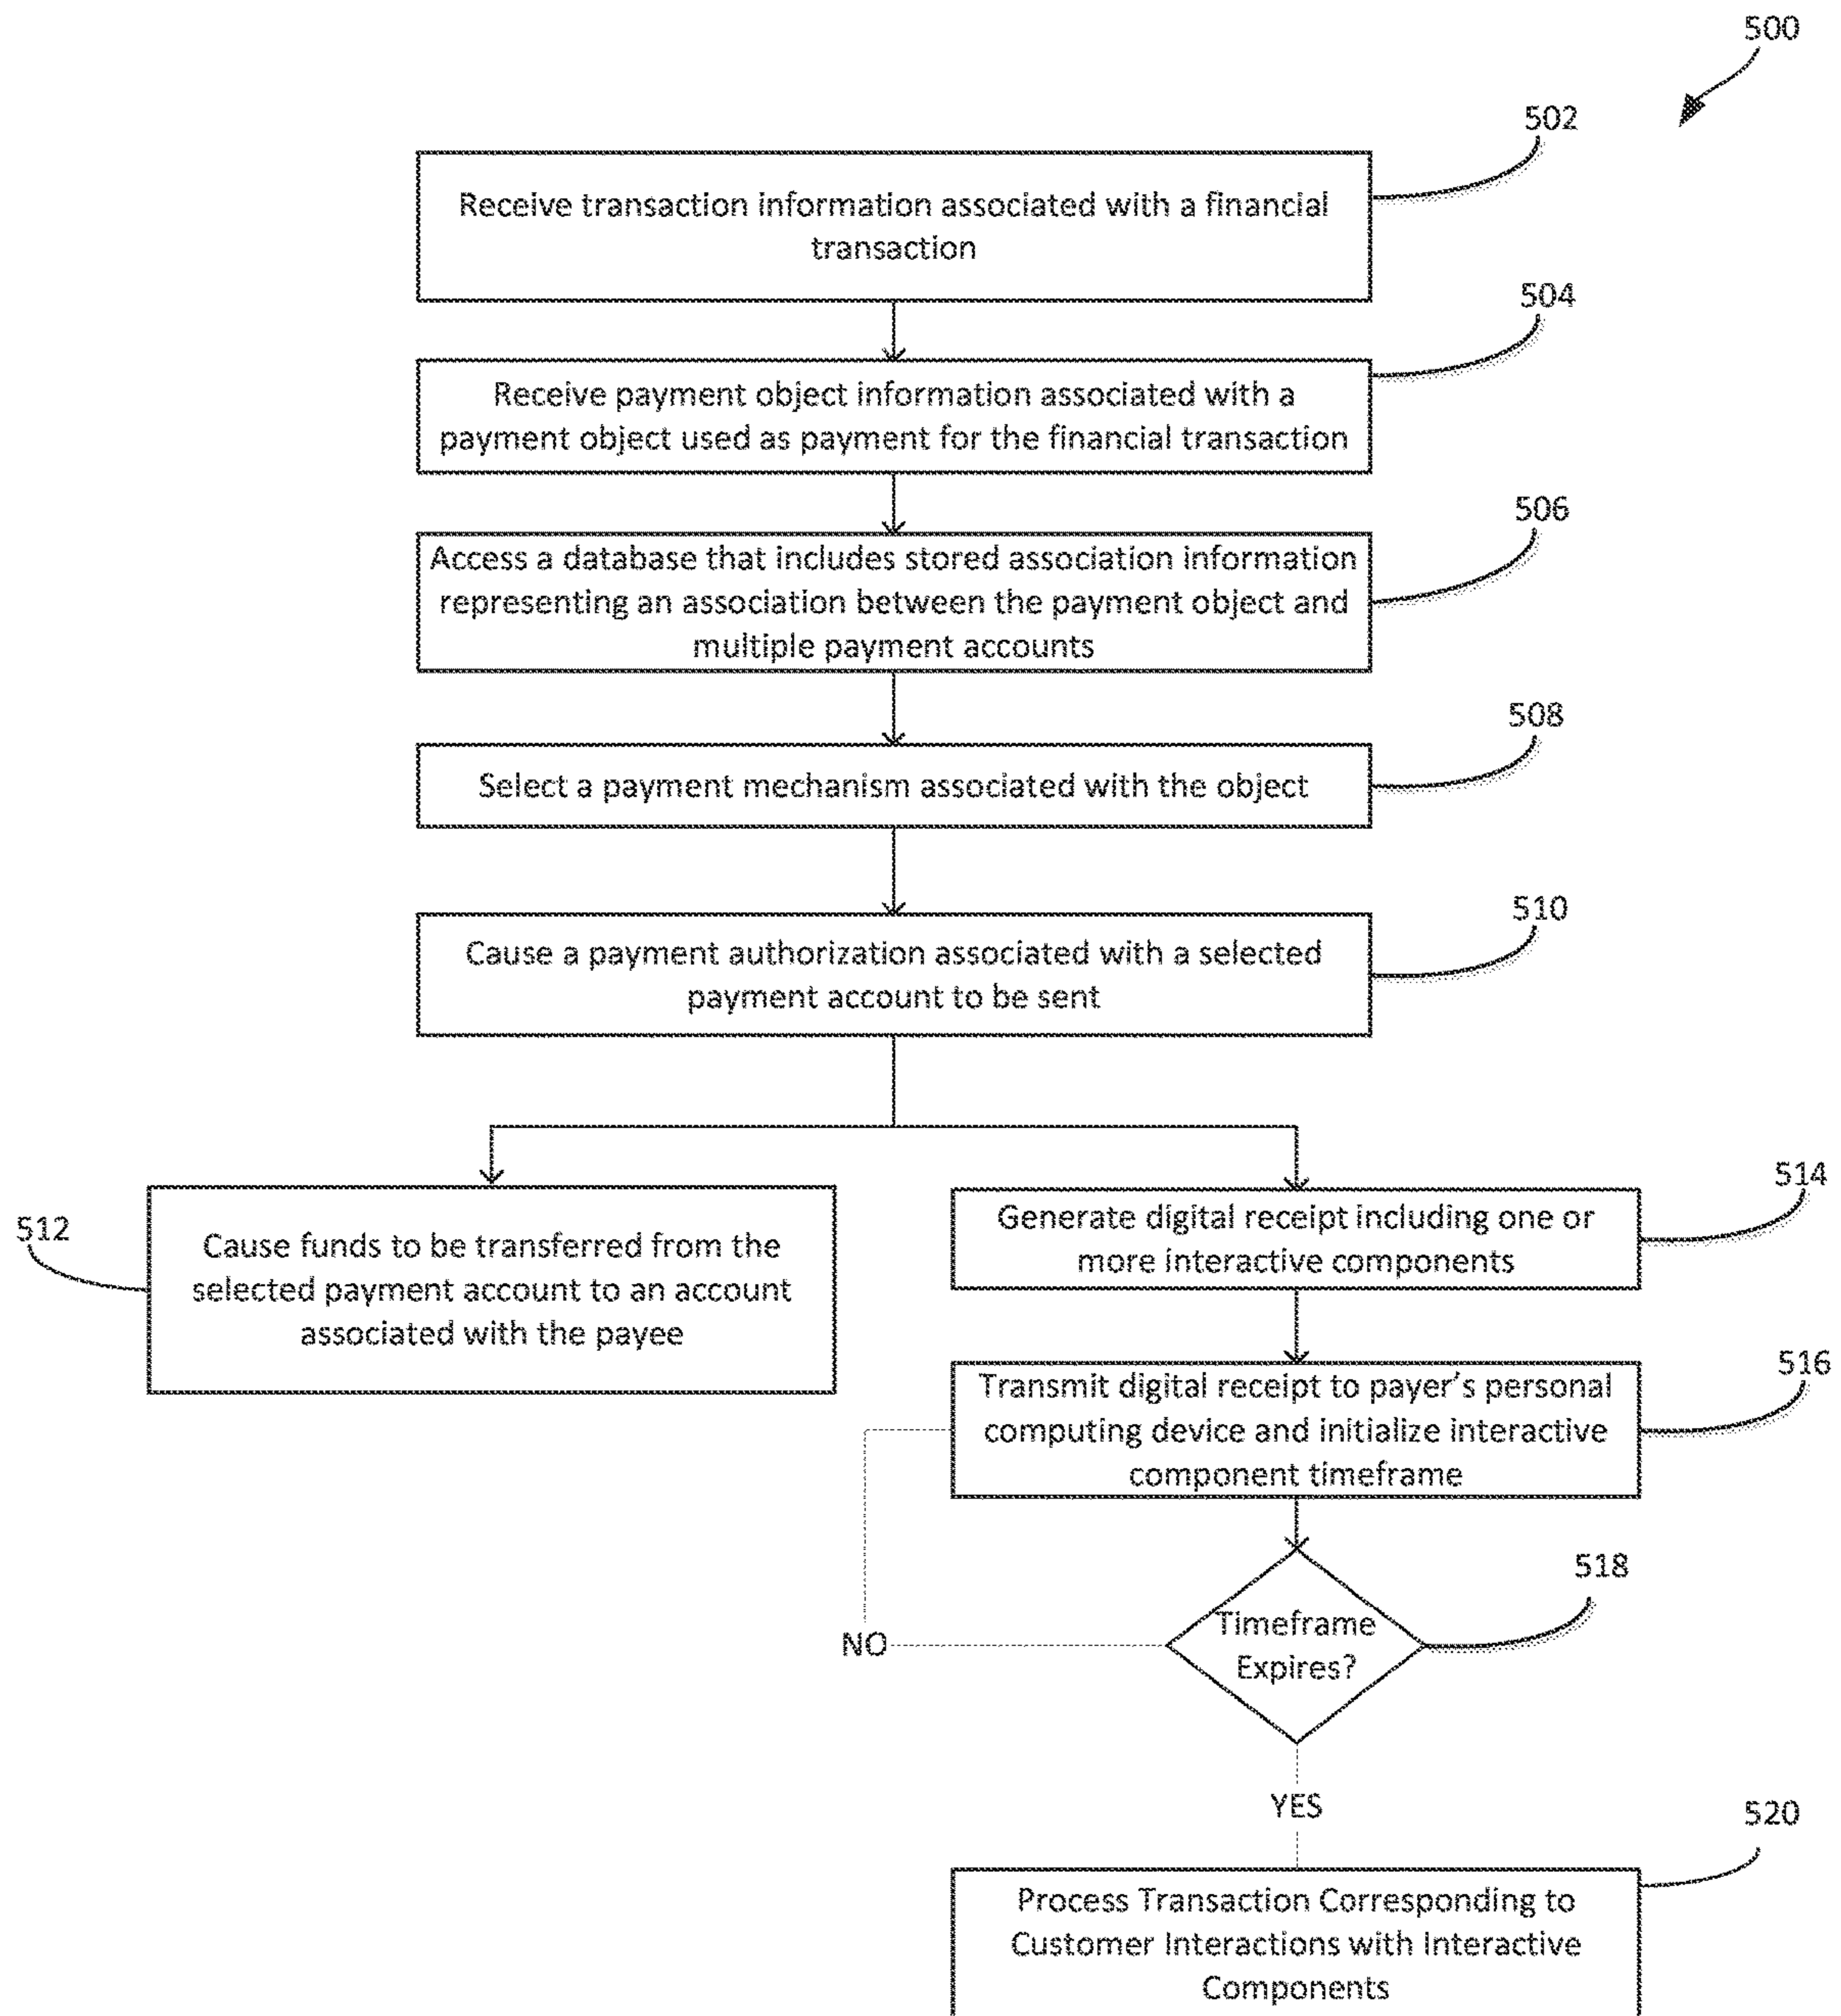 500
502
Receive transaction information associated with a financial
transaction
504
Receive payment object information associated with a
payment object used as payment for the financial transaction
506
Access a database that includes stored association information
representing an association between the payment object and
multiple payment accounts
508
Select a payment mechanism associated with the object
510
Cause a payment authorization associated with a selected
payment account to be sent
512
Cause funds to be transferred from the
selected payment account to an account
associated with the payee
514
Generate digital receipt including one or
more interactive components
516
Transmit digital receipt to payer's personal
computing device and initialize interactive
component timeframe
518
Timeframe
Expires?
NO
YES
520
Process Transaction Corresponding to
Customer Interactions with Interactive
Components